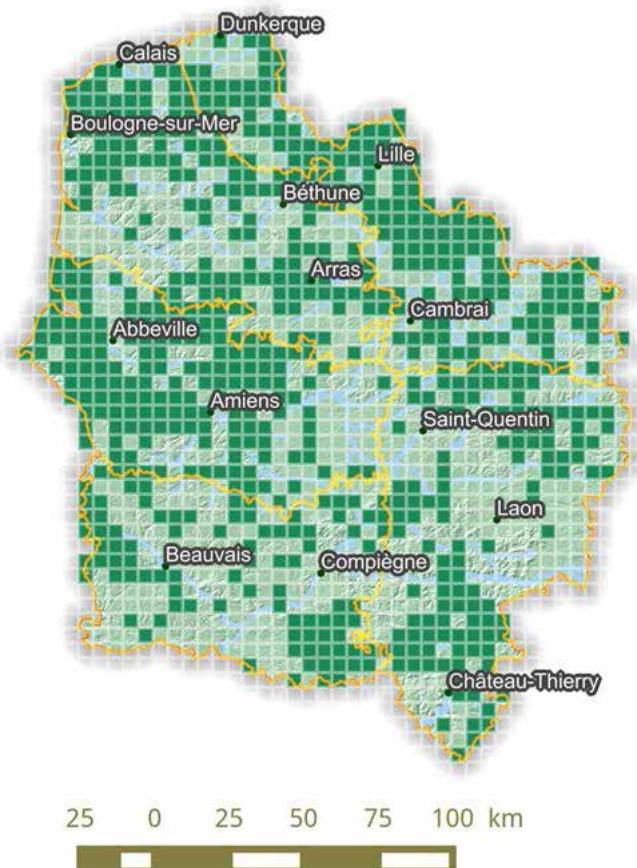 Dunkerque
Calais
Boulogne-sur-Mer
Lille
Béthune
Arras
Cambrai
Abbeville
Amiens
Saint-Quentin
Laon
Beauvais
Compiègne
Château-Thierry
25 0 25 50 75 100 km